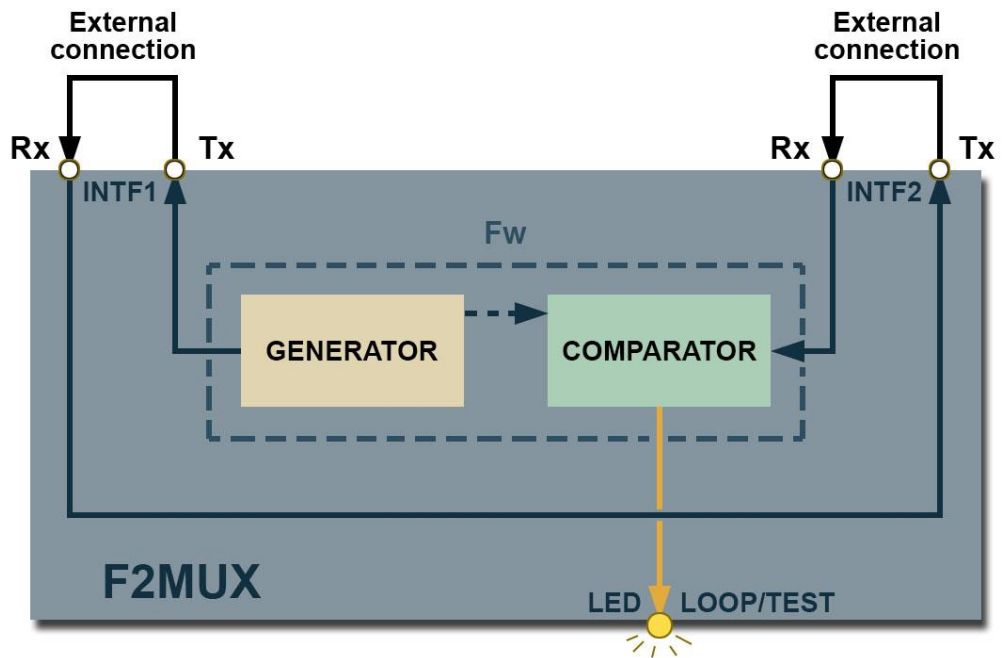 External
connection
External
connection
Rx
Tx
Rx
Tx
INTF1
INTF2
Fw
GENERATOR
COMPARATOR
F2MUX
LED LOOP/TEST